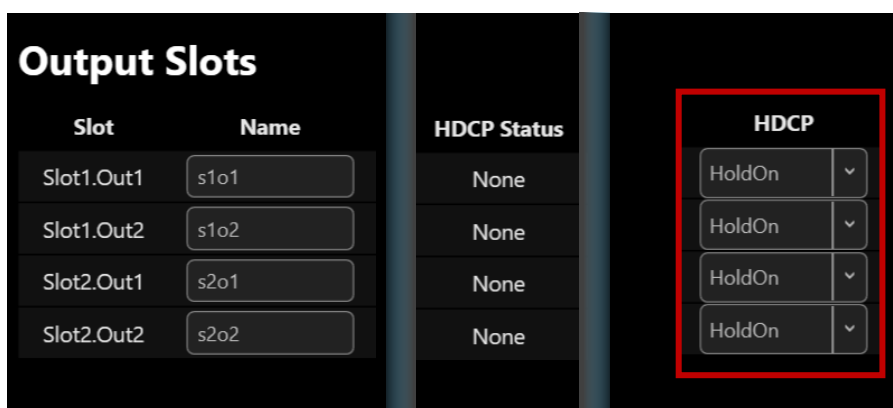 Output Slots
Slot Name HDCP Status HDCP
Slot1.Out1 s1o1 None HoldOn
Slot1.Out2 s1o2 None HoldOn
Slot2.Out1 s2o1 None HoldOn
Slot2.Out2 s2o2 None HoldOn